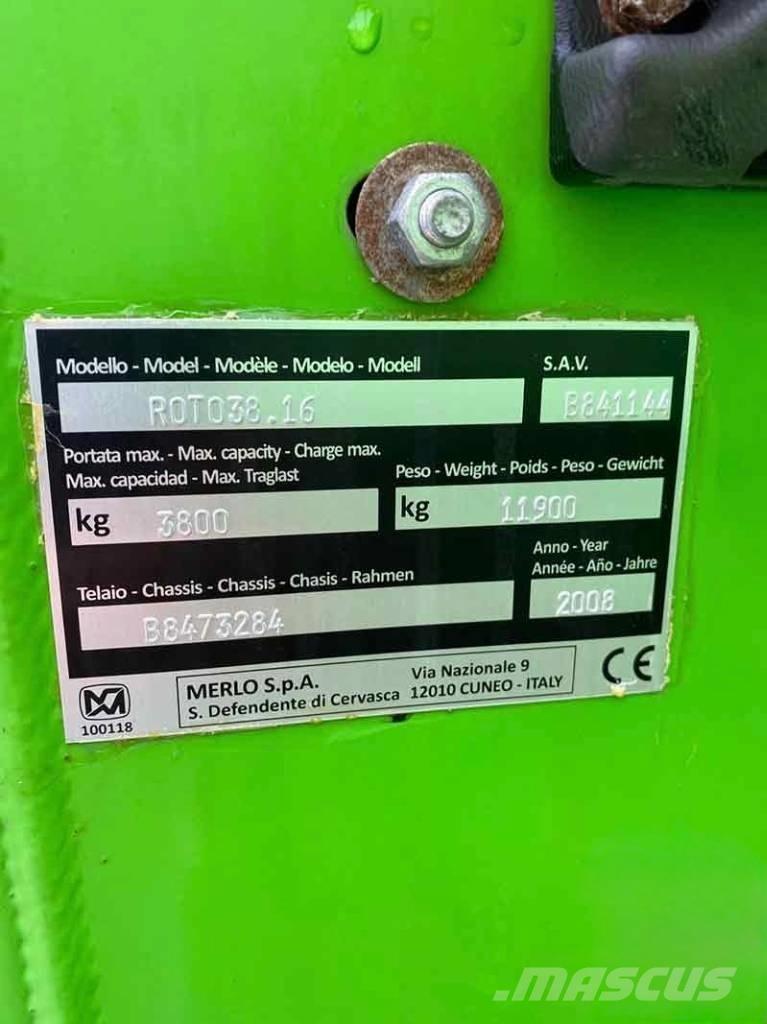 Modello - Model - Modèle - Modelo - Modell
S.A.V.
ROTO38.16
B841144
Portata max. - Max. capacity - Charge max.
Max. capacidad - Max. Traglast
Peso - Weight - Poids - Peso - Gewicht
kg 3800
kg 11900
Anno - Year
Année - Año - Jahre
Telaio - Chassis - Chassis - Chasis - Rahmen
B8473284
2008
100118
MERLO S.p.A.
S. Defendente di Cervasca
Via Nazionale 9
12010 CUNEO - ITALY
CE
.MASCUS